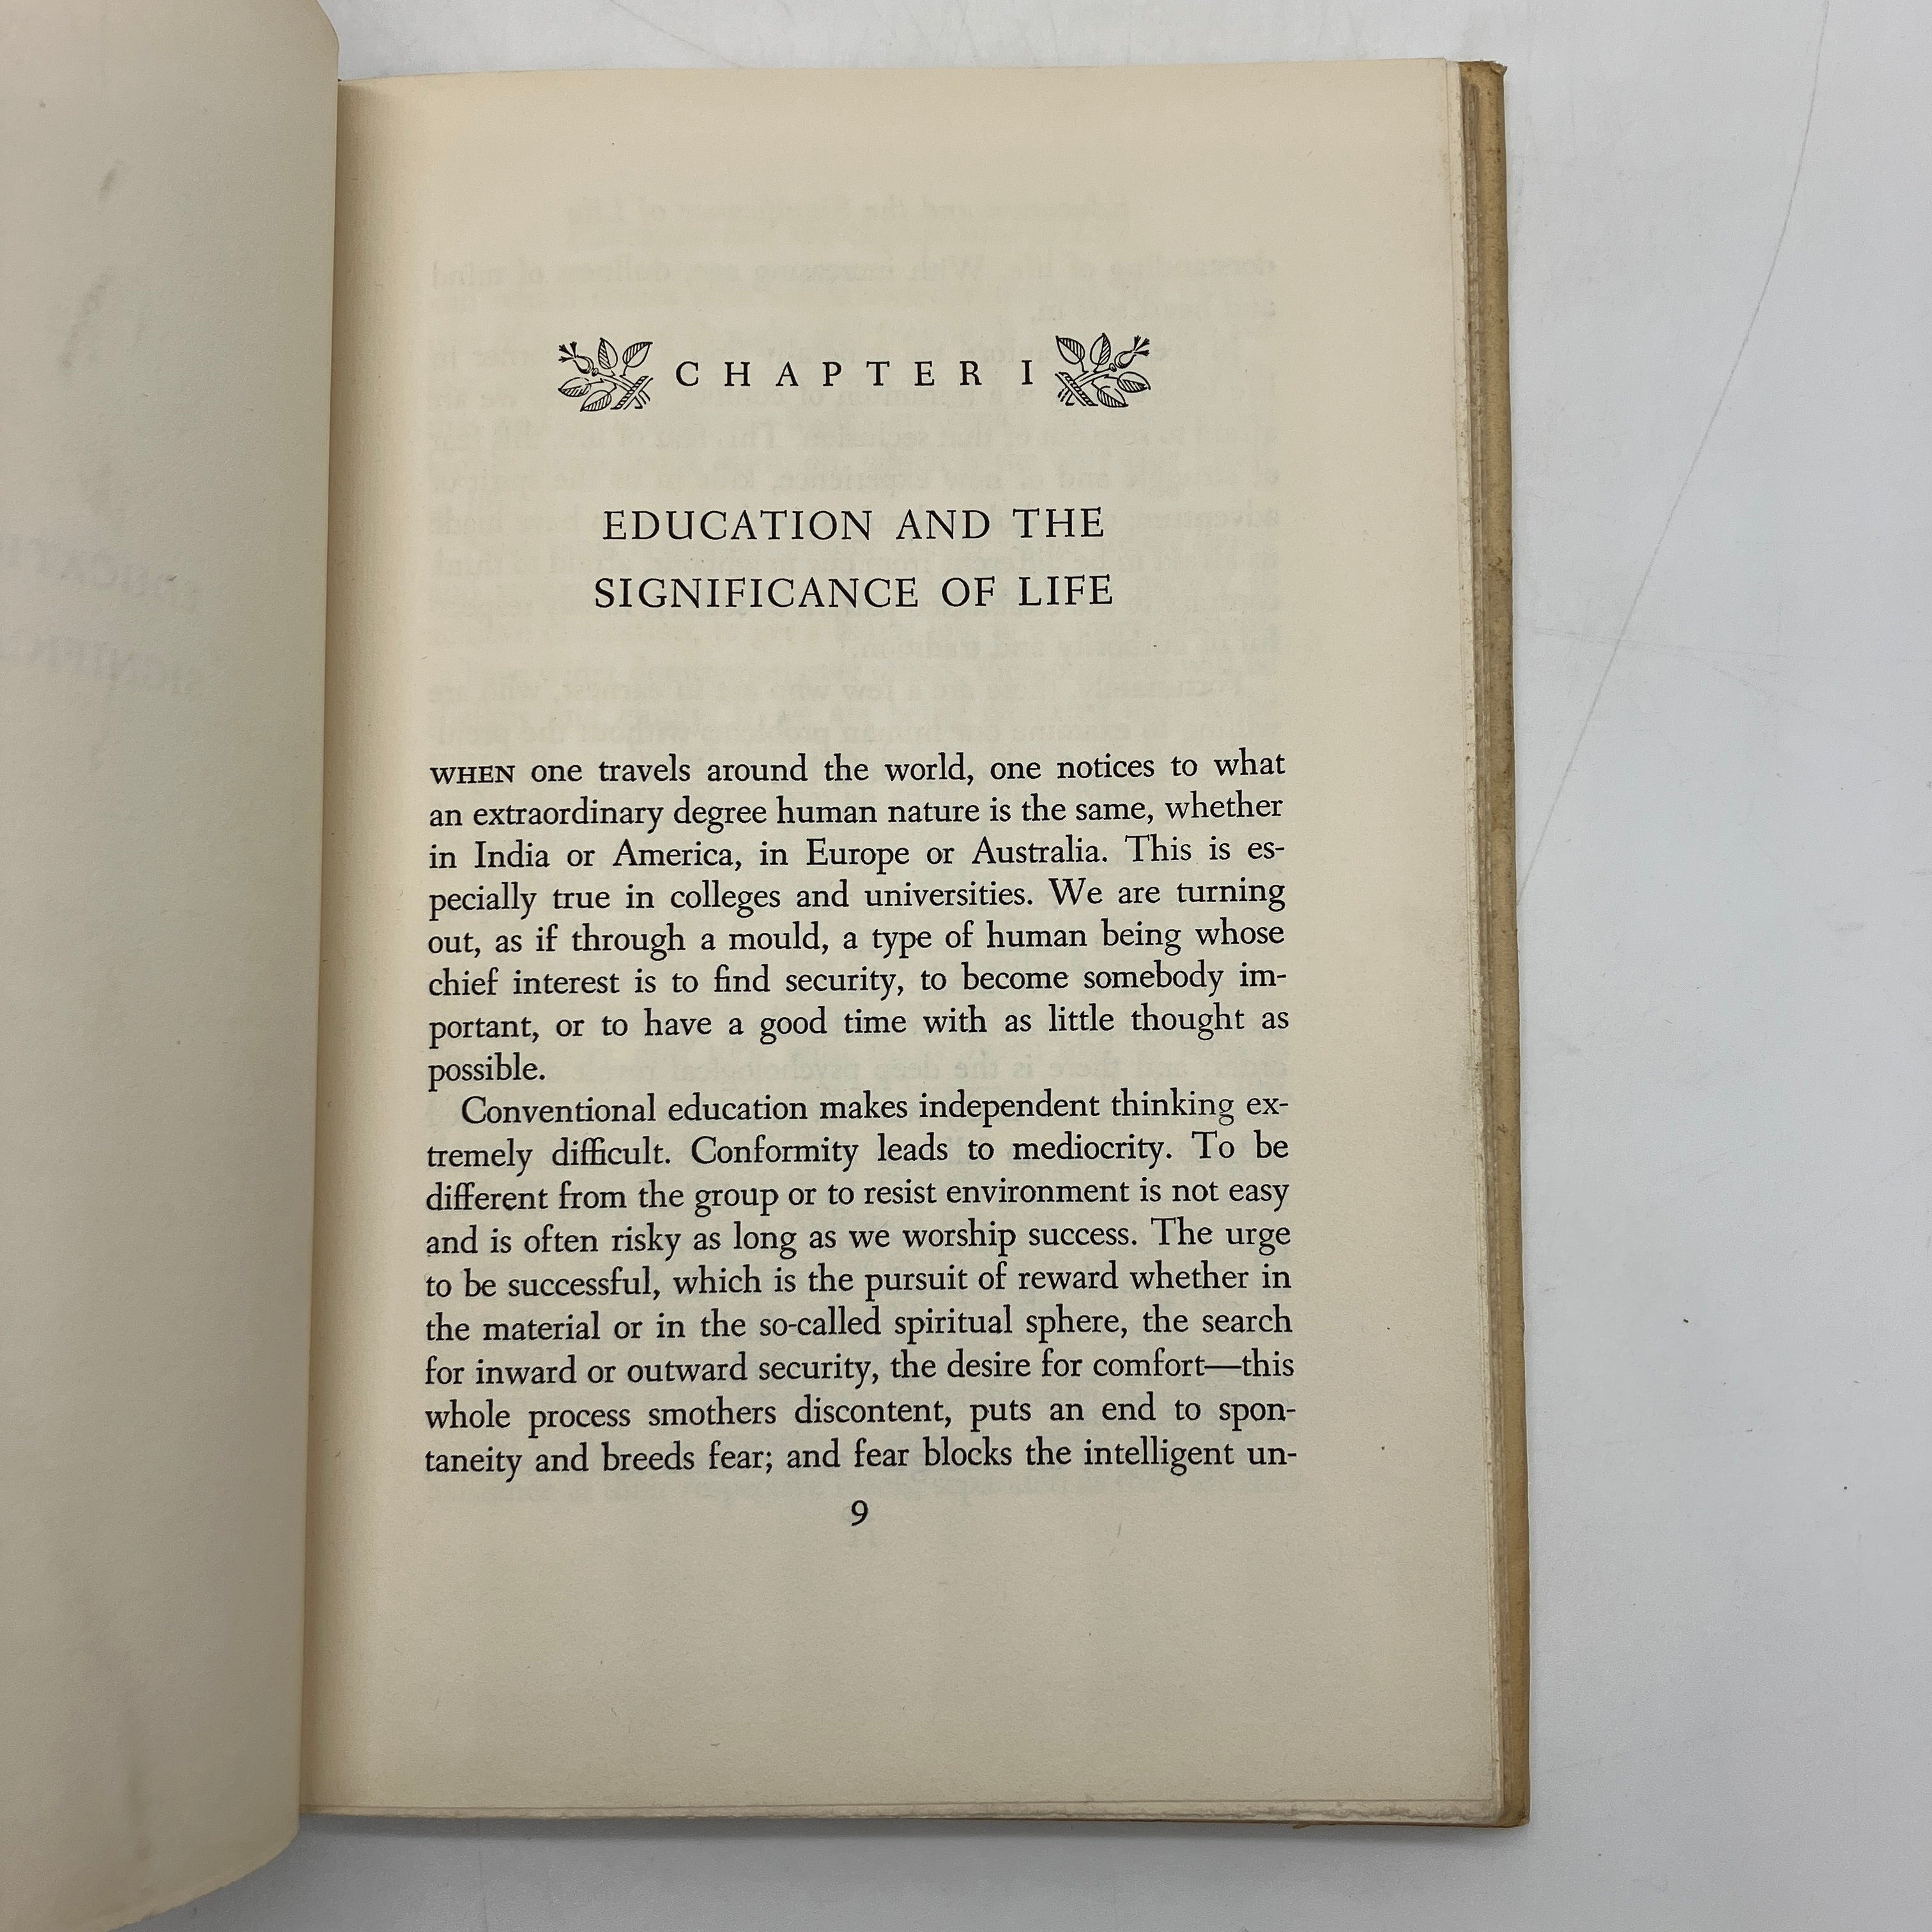 CHAPTER I
EDUCATION AND THE
SIGNIFICANCE OF LIFE
WHEN one travels around the world, one notices to what
an extraordinary degree human nature is the same, whether
in India or America, in Europe or Australia. This is es-
pecially true in colleges and universities. We are turning
out, as if through a mould, a type of human being whose
chief interest is to find security, to become somebody im-
portant, or to have a good time with as little thought as
possible.
Conventional education makes independent thinking ex-
tremely difficult. Conformity leads to mediocrity. To be
different from the group or to resist environment is not easy
and is often risky as long as we worship success. The urge
to be successful, which is the pursuit of reward whether in
the material or in the so-called spiritual sphere, the search
for inward or outward security, the desire for comfort—this
whole process smothers discontent, puts an end to spon-
taneity and breeds fear; and fear blocks the intelligent un-
9